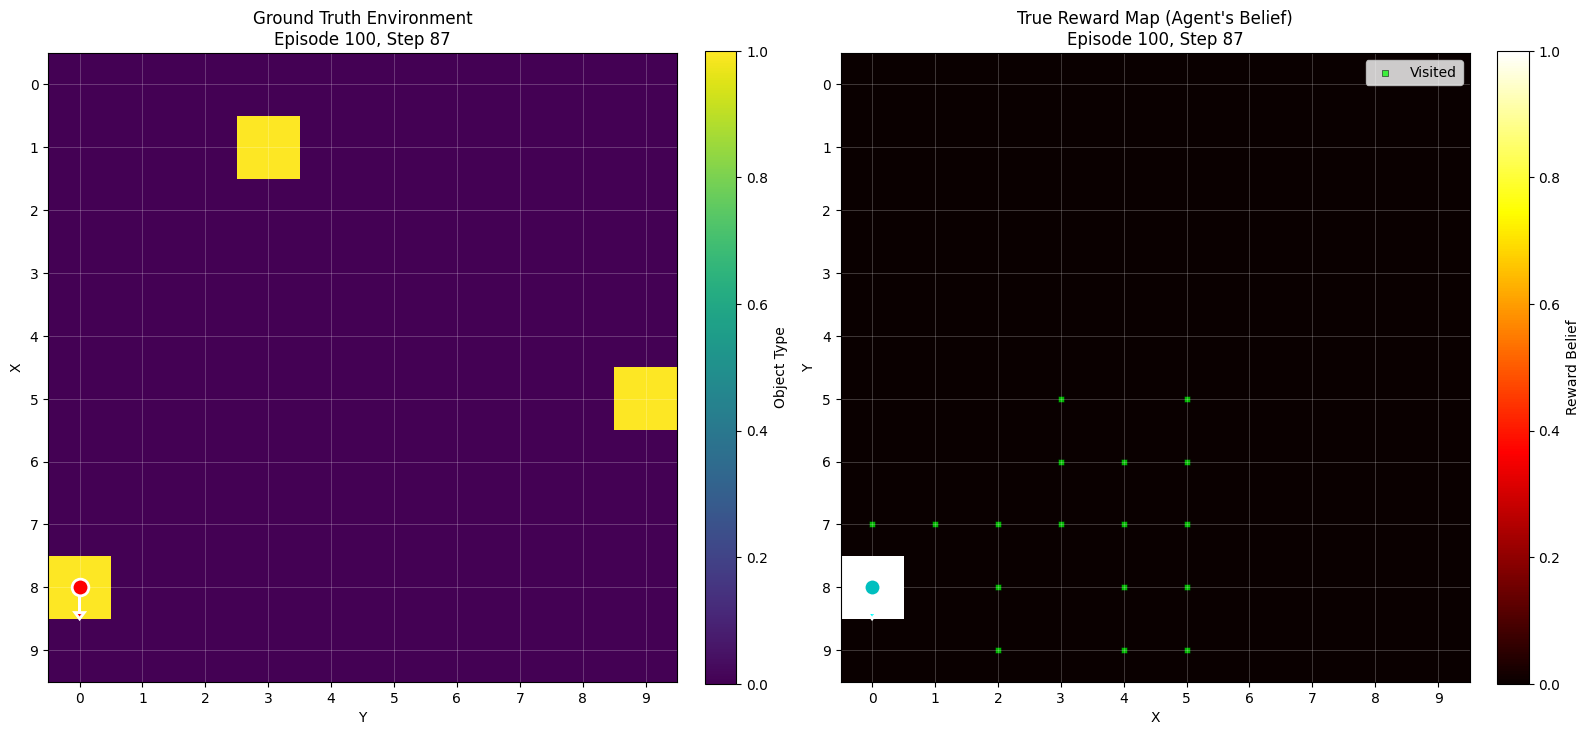 Ground Truth Environment
Episode 100, Step 87
0
1
2
3
4
5
6
7
8
9
X
0 1 2 3 4 5 6 7 8 9
Y
1.0
0.8
0.6
0.4
0.2
0.0
Object Type
True Reward Map (Agent's Belief)
Episode 100, Step 87
Visited
0
1
2
3
4
5
6
7
8
9
Y
0 1 2 3 4 5 6 7 8 9
X
1.0
0.8
0.6
0.4
0.2
0.0
Reward Belief